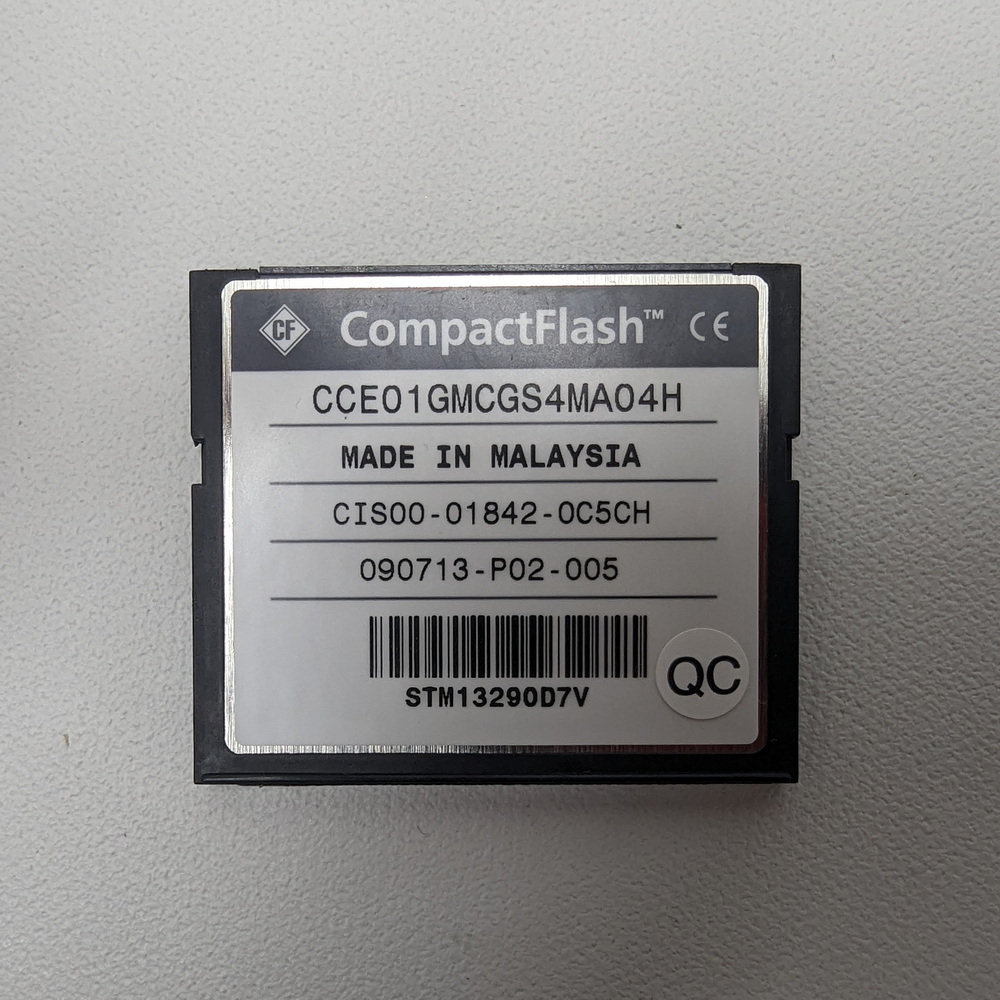 CF CompactFlash™ CE
CCE01GMCGS4MA04H
MADE IN MALAYSIA
CIS00-01842-0C5CH
090713-P02-005
STM13290D7V
QC